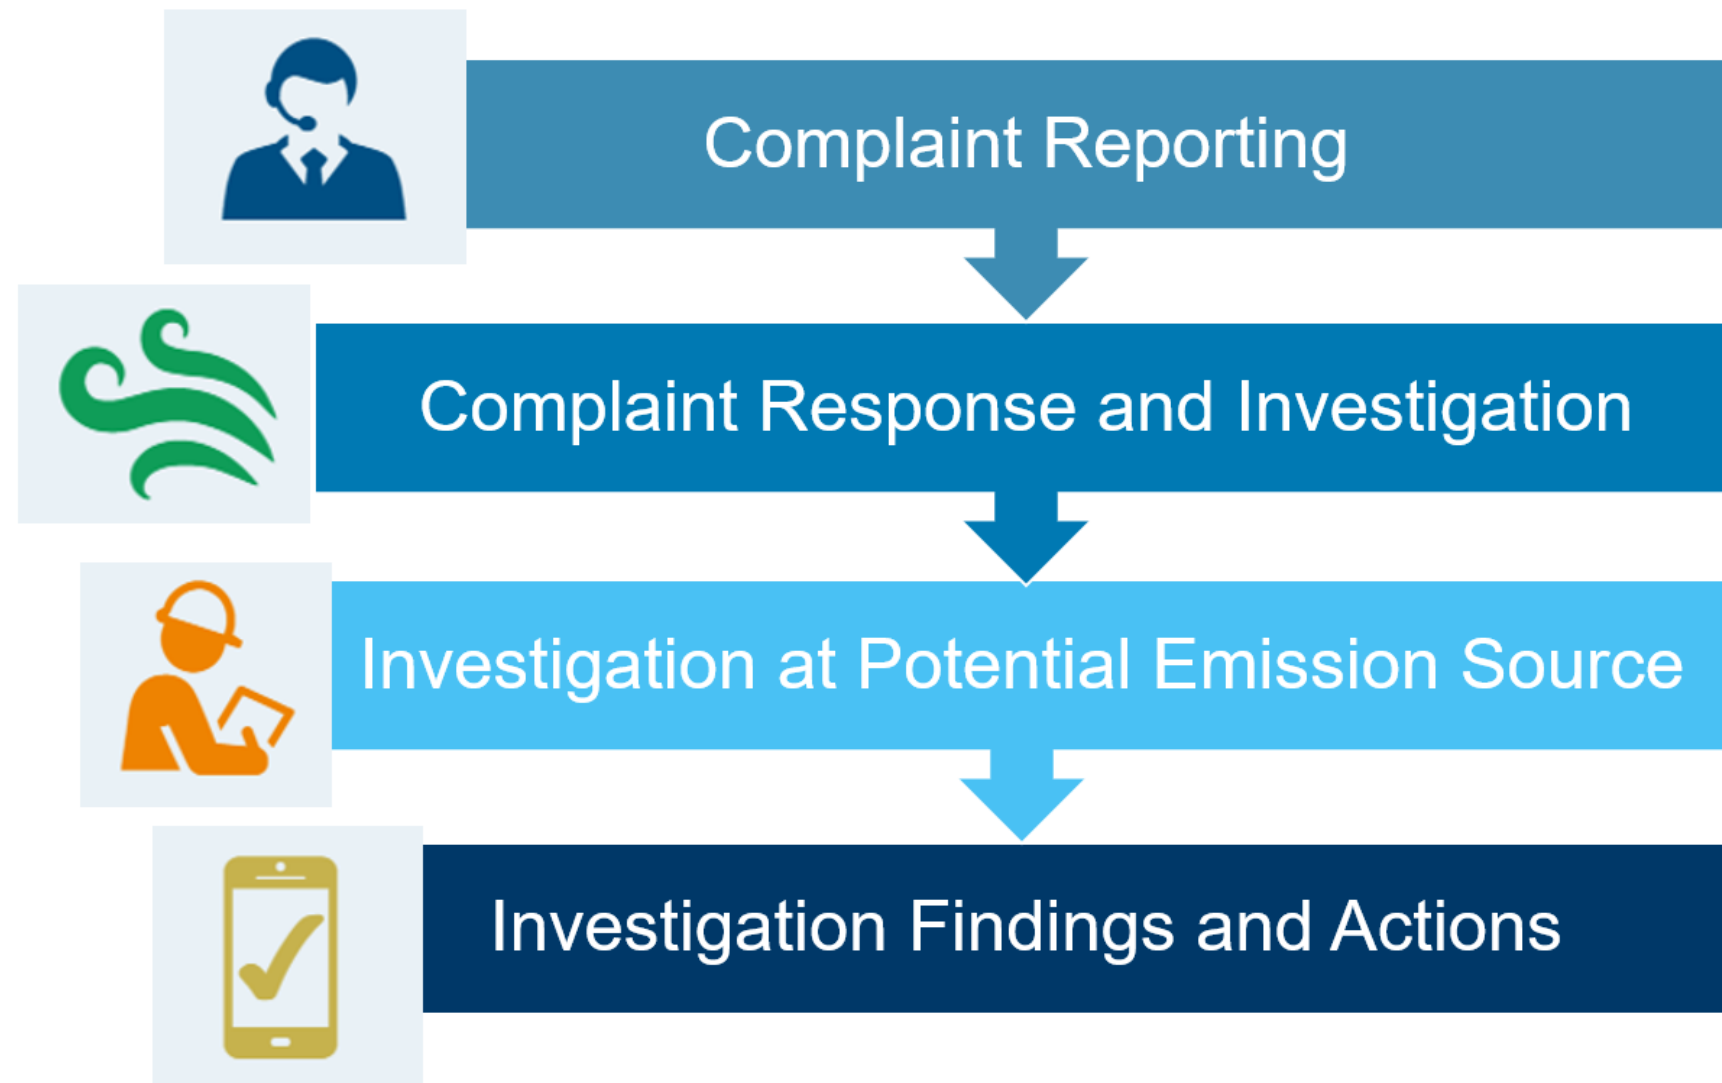 Complaint Reporting
Complaint Response and Investigation
Investigation at Potential Emission Source
Investigation Findings and Actions